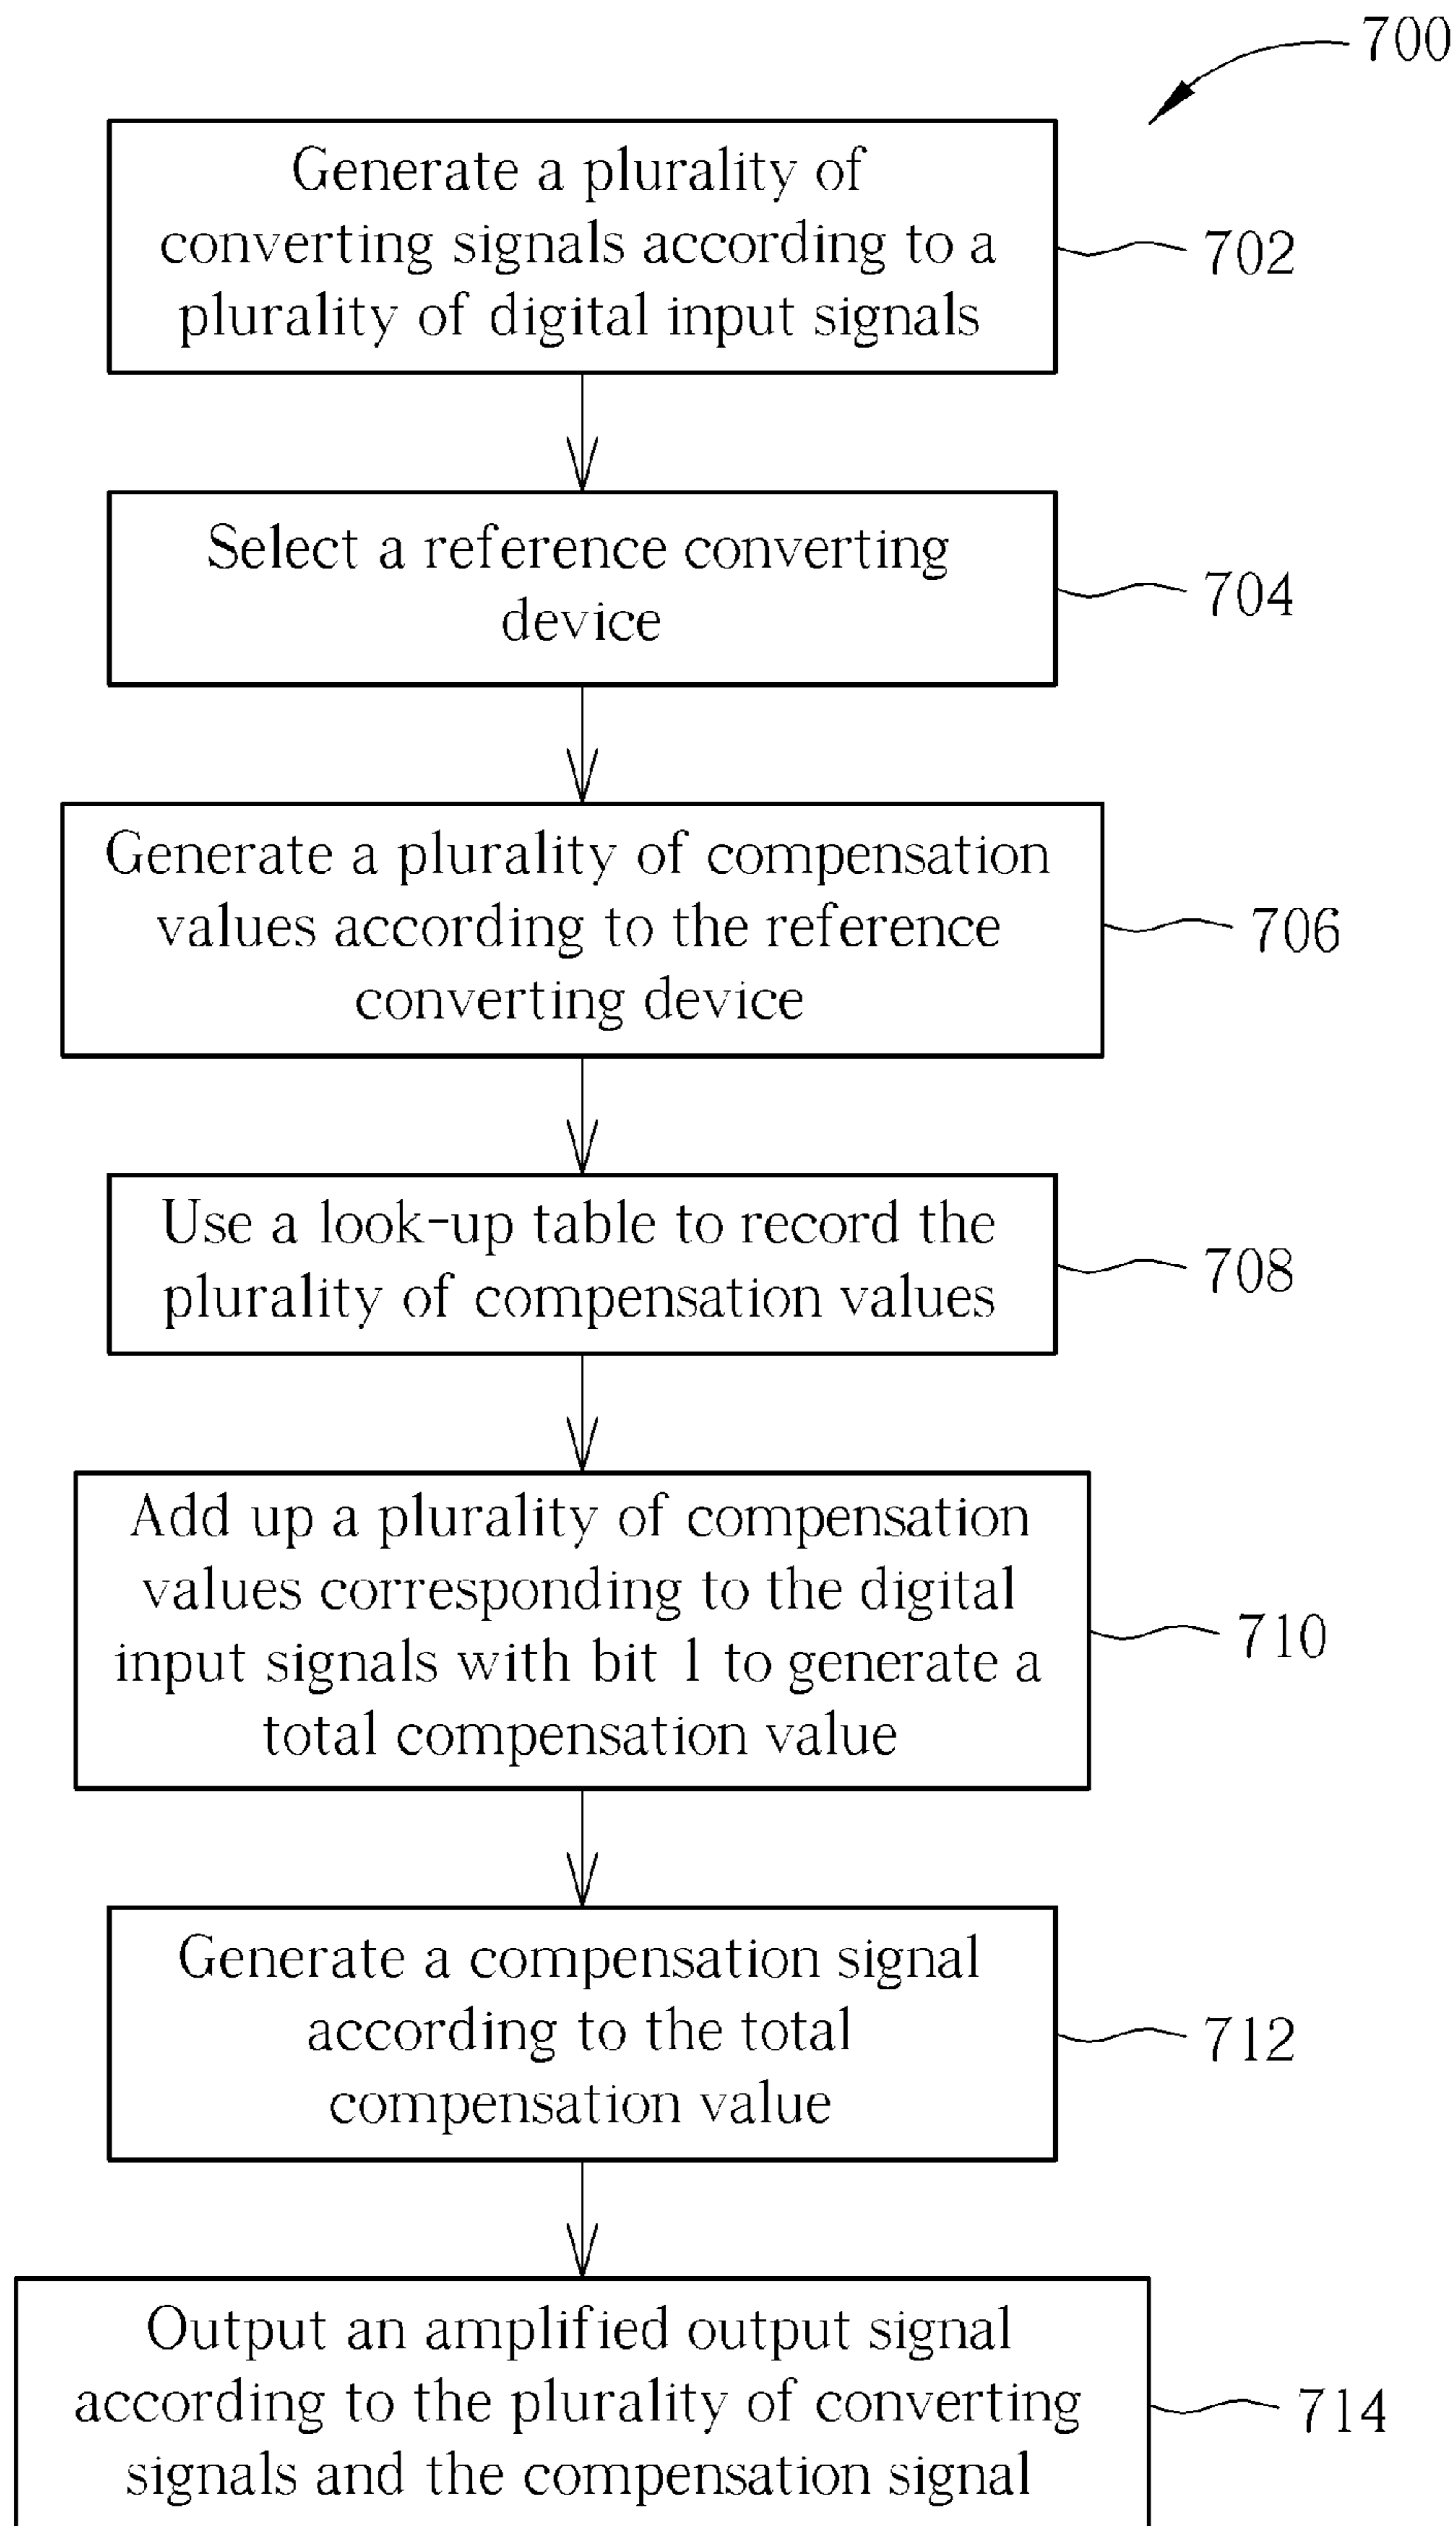 700
Generate a plurality of
converting signals according to a
plurality of digital input signals
702
Select a reference converting
device
704
Generate a plurality of compensation
values according to the reference
converting device
706
Use a look-up table to record the
plurality of compensation values
708
Add up a plurality of compensation
values corresponding to the digital
input signals with bit 1 to generate a
total compensation value
710
Generate a compensation signal
according to the total
compensation value
712
Output an amplified output signal
according to the plurality of converting
signals and the compensation signal
714